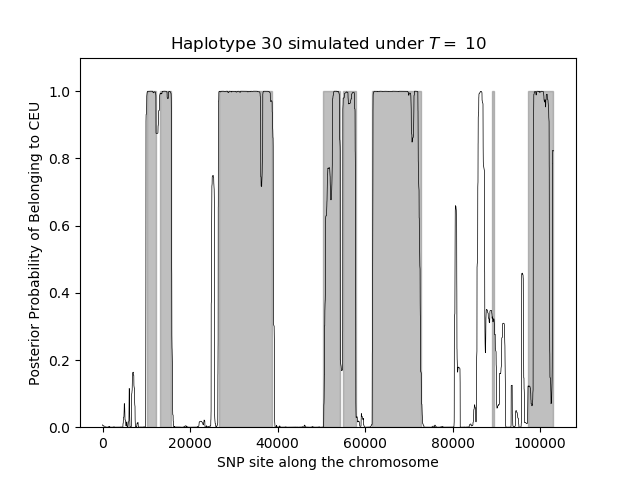 Haplotype 30 simulated under T = 10
Posterior Probability of Belonging to CEU
1.0
0.8
0.6
0.4
0.2
0.0
0 20000 40000 60000 80000 100000
SNP site along the chromosome